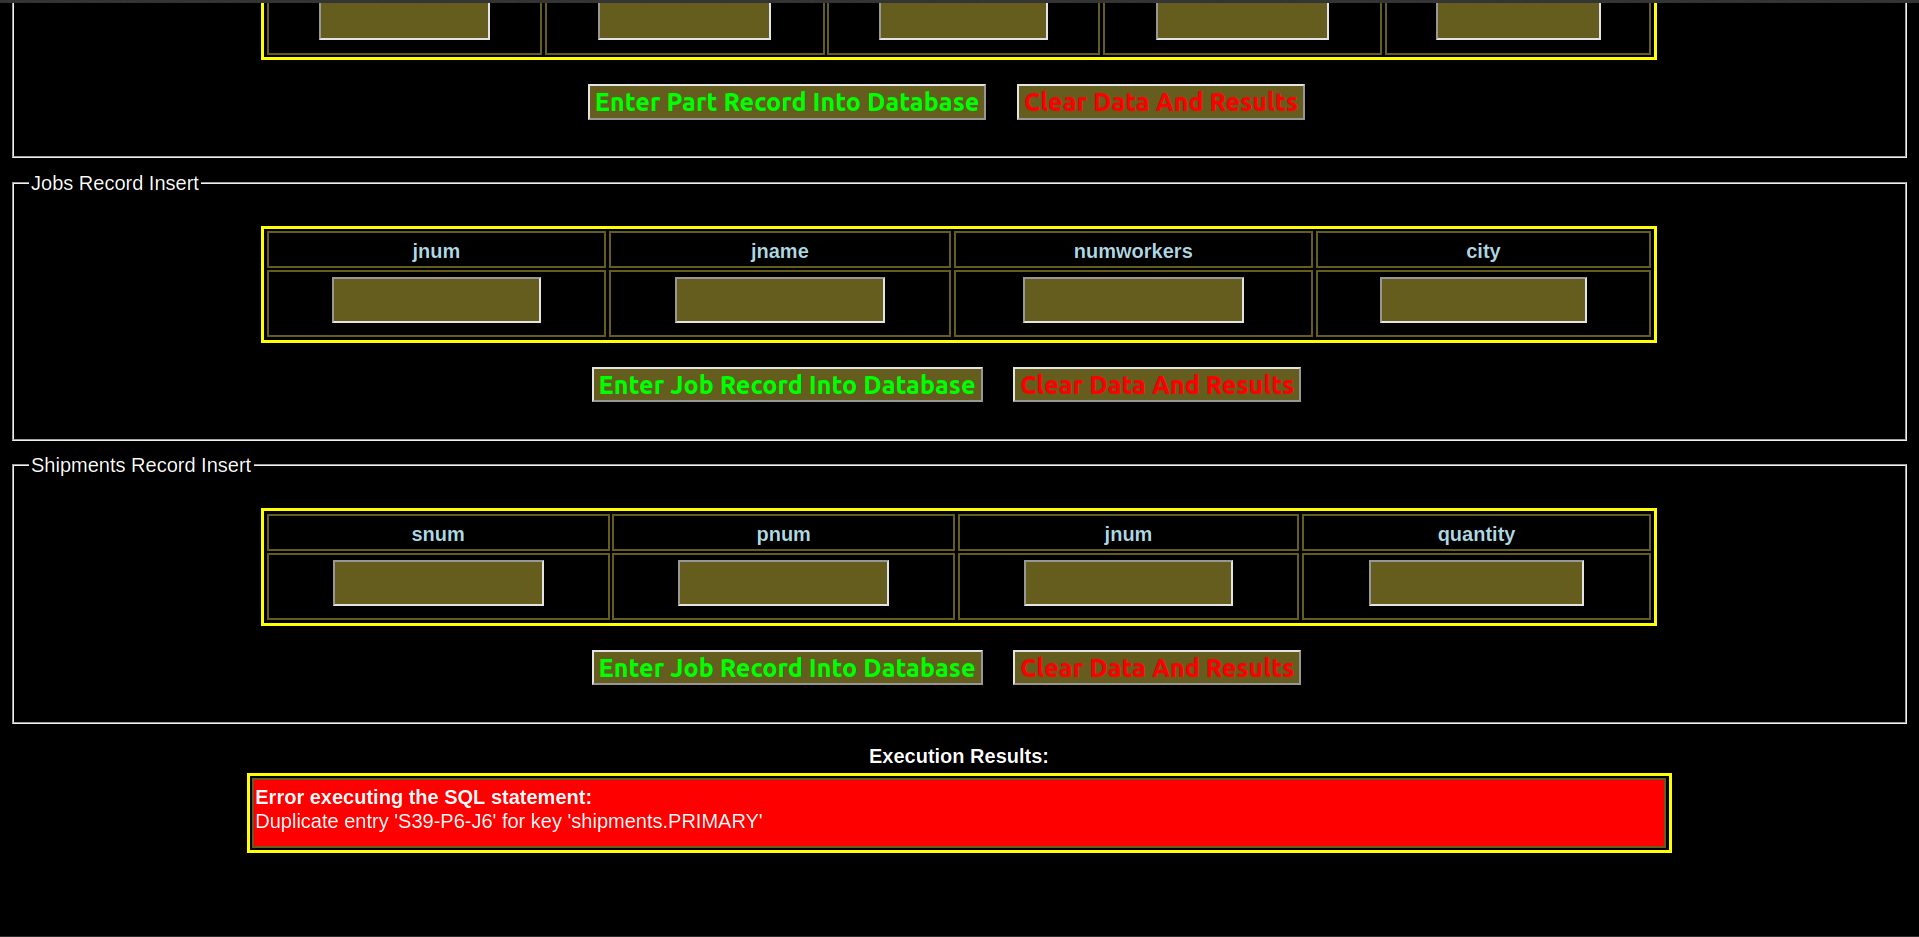 Enter Part Record Into Database Clear Data And Results
Jobs Record Insert
jnum jname numworkers city
Enter Job Record Into Database Clear Data And Results
Shipments Record Insert
snum pnum jnum quantity
Enter Job Record Into Database Clear Data And Results
Execution Results:
Error executing the SQL statement:
Duplicate entry 'S39-P6-J6' for key 'shipments.PRIMARY'